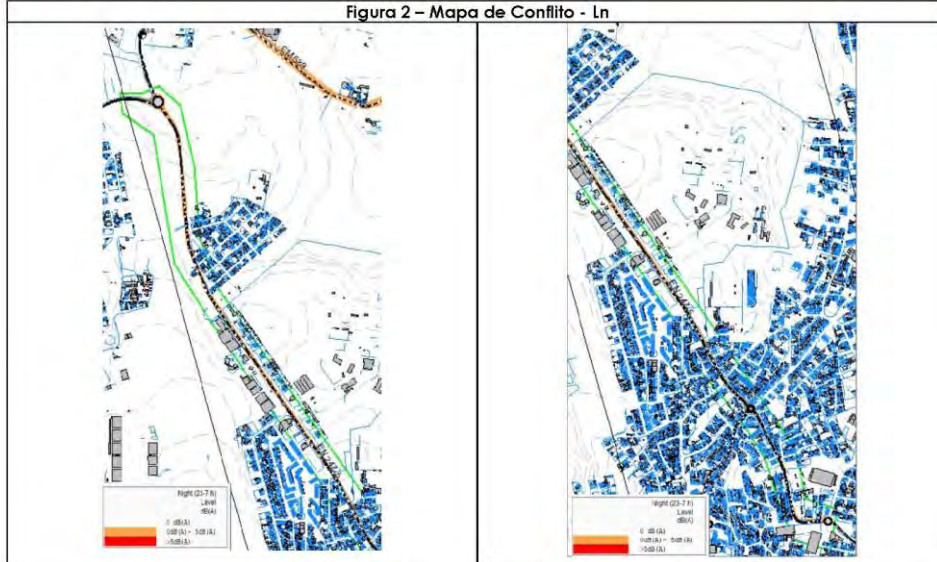 Figura 2 – Mapa de Conflito - Ln
Night (23-7 h)
Level
dB(A)
0 dB(A)
0dB(A) - 5dB(A)
>5dB(A)
Night (23-7 h)
Level
dB(A)
0 dB(A)
0dB(A) - 5dB(A)
>5dB(A)